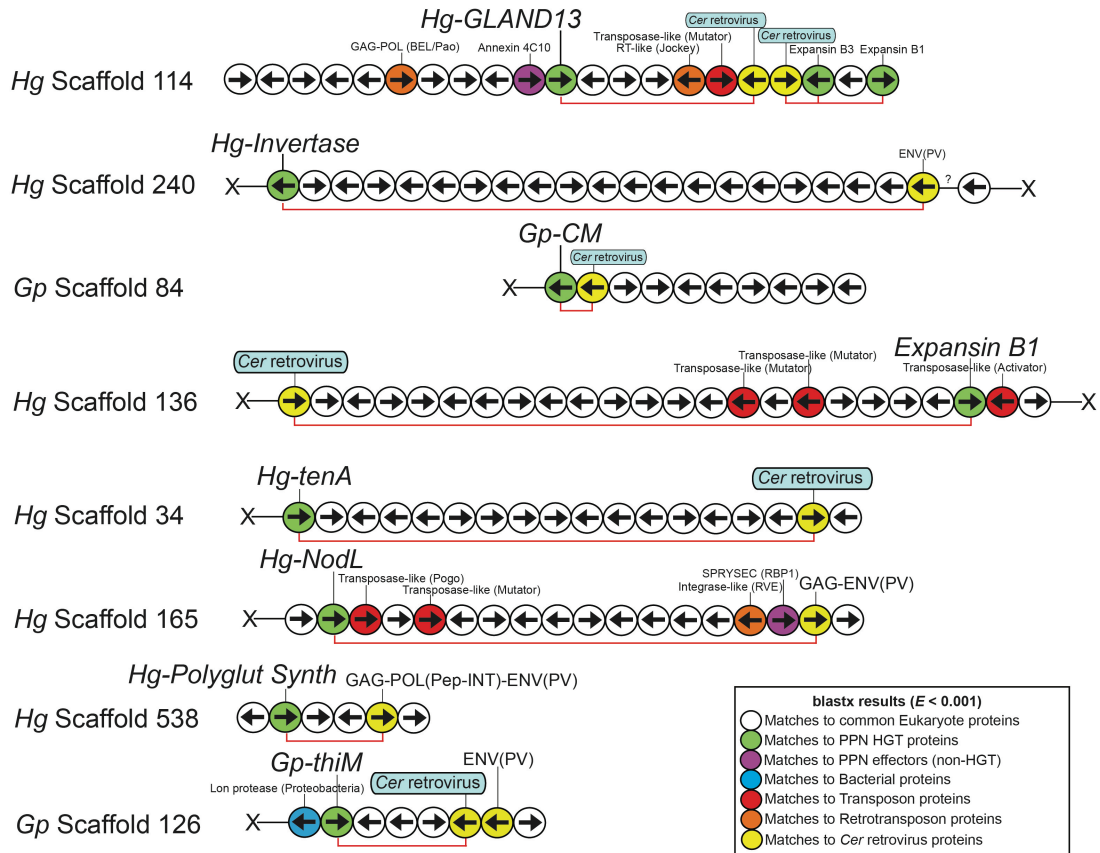 Hg-GLAND13
Cer retrovirus
GAG-POL (BEL/Pao)
Annexin 4C10
Transposase-like (Mutator)
RT-like (Jockey)
Cer retrovirus
Expansin B3
Expansin B1
Hg Scaffold 114
Hg-Invertase
ENV(PV)
Hg Scaffold 240
X
?
X
Gp-CM
Cer retrovirus
Gp Scaffold 84
X
Cer retrovirus
Transposase-like (Mutator)
Transposase-like (Mutator)
Expansin B1
Transposase-like (Activator)
Hg Scaffold 136
X
X
Hg-tenA
Cer retrovirus
Hg Scaffold 34
X
Hg-NodL
Transposase-like (Pogo)
Transposase-like (Mutator)
SPRYSEC (RBP1)
Integrase-like (RVE)
GAG-ENV(PV)
Hg Scaffold 165
X
Hg-Polyglut Synth
GAG-POL(Pep-INT)-ENV(PV)
Hg Scaffold 538
Gp-thiM
Lon protease (Proteobacteria)
Cer retrovirus
ENV(PV)
Gp Scaffold 126
X
blastx results (E < 0.001)
Matches to common Eukaryote proteins
Matches to PPN HGT proteins
Matches to PPN effectors (non-HGT)
Matches to Bacterial proteins
Matches to Transposon proteins
Matches to Retrotransposon proteins
Matches to Cer retrovirus proteins